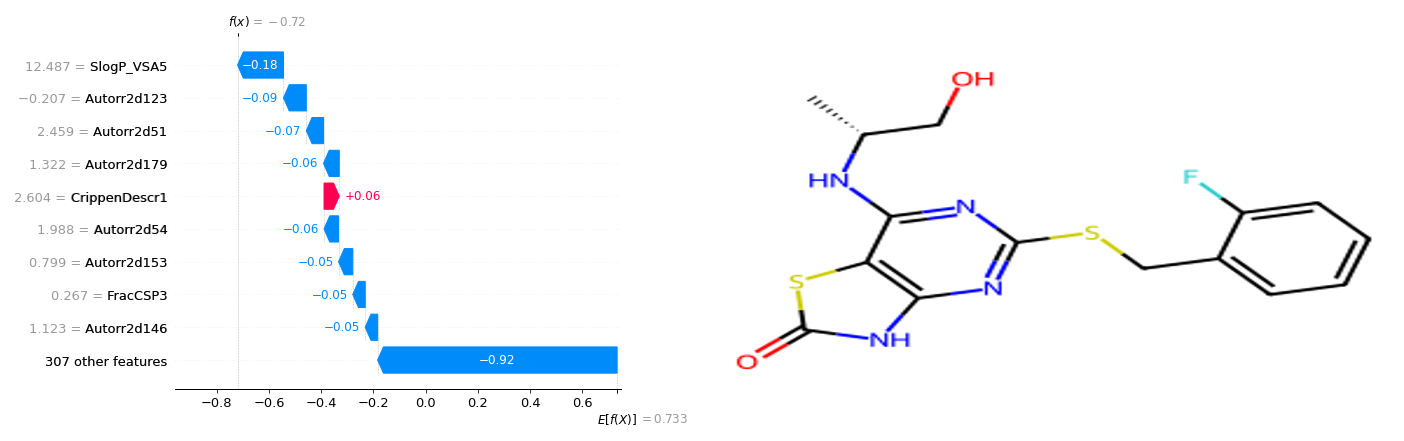 f(x) = −0.72
12.487 = SlogP_VSA5
−0.18
−0.207 = Autorr2d123
−0.09
2.459 = Autorr2d51
−0.07
1.322 = Autorr2d179
−0.06
2.604 = CrippenDescr1
+0.06
1.988 = Autorr2d54
−0.06
0.799 = Autorr2d153
−0.05
0.267 = FracCSP3
−0.05
1.123 = Autorr2d146
−0.05
307 other features
−0.92
−0.8 −0.6 −0.4 −0.2 0.0 0.2 0.4 0.6
E[f(X)] = 0.733
OH
HN
F
N
S
S
N
NH
O